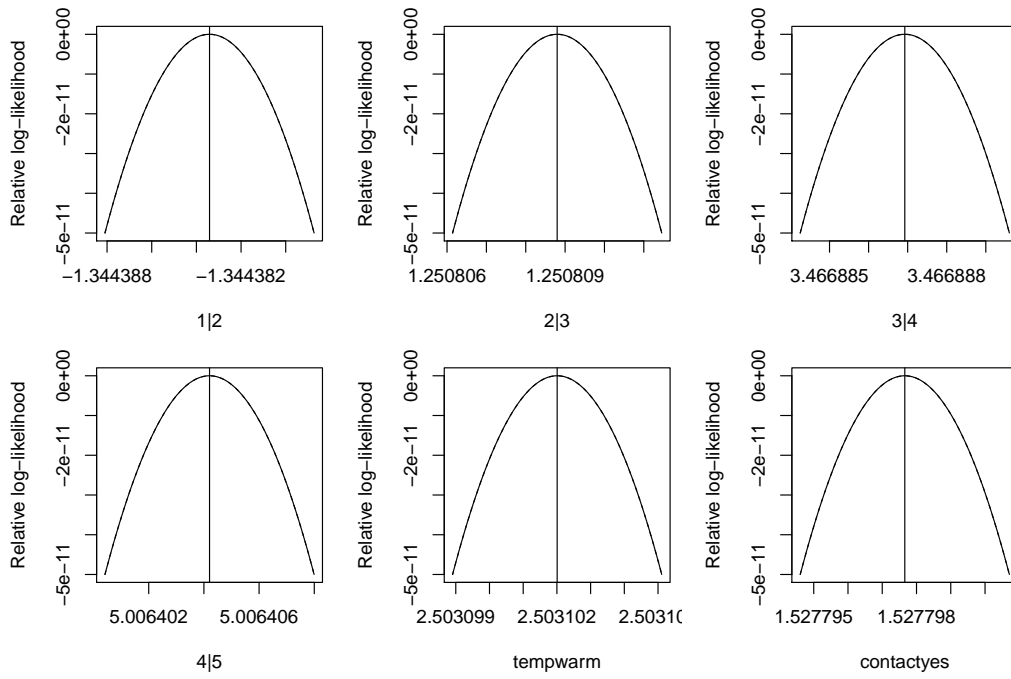 Relative log−likelihood
0e+00
−2e−11
−5e−11
−1.344388 −1.344382
1|2
Relative log−likelihood
0e+00
−2e−11
−5e−11
1.250806 1.250809
2|3
Relative log−likelihood
0e+00
−2e−11
−5e−11
3.466885 3.466888
3|4
Relative log−likelihood
0e+00
−2e−11
−5e−11
5.006402 5.006406
4|5
Relative log−likelihood
0e+00
−2e−11
−5e−11
2.503099 2.503102
tempwarm
Relative log−likelihood
0e+00
−2e−11
−5e−11
1.527795 1.527798
contactyes